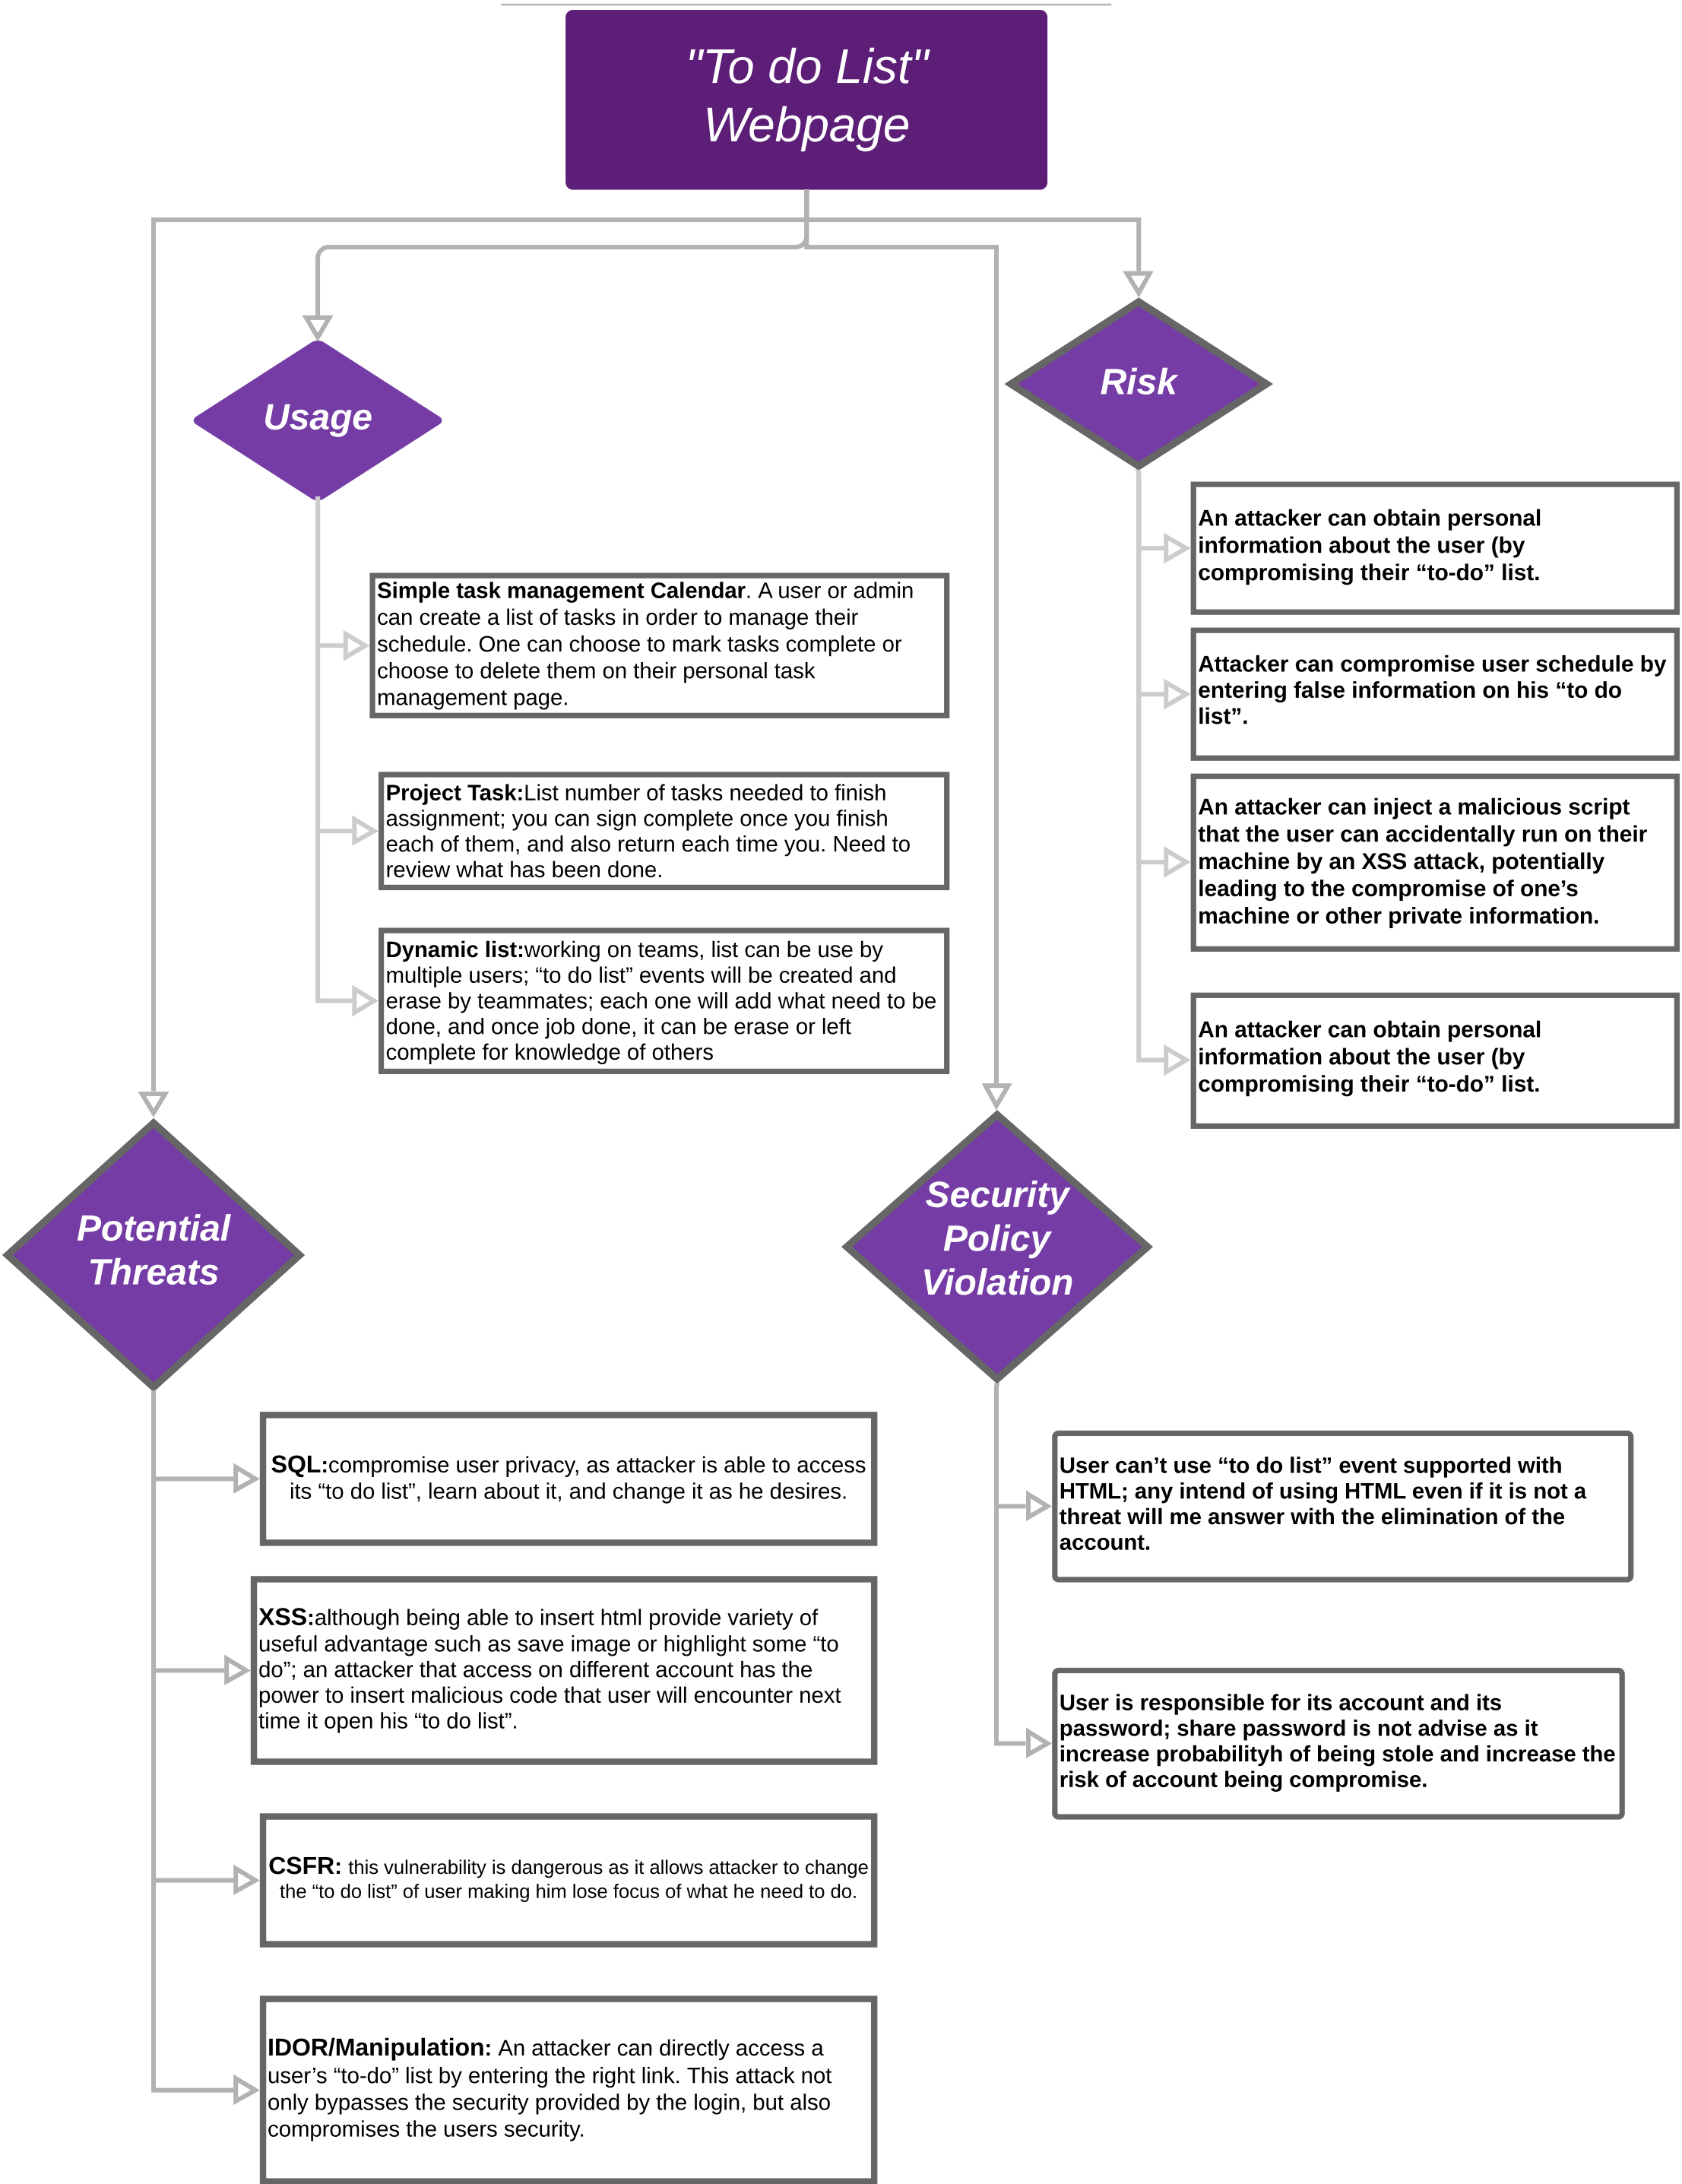 "To do List"
Webpage
Usage
Simple task management Calendar. A user or admin
can create a list of tasks in order to manage their
schedule. One can choose to mark tasks complete or
choose to delete them on their personal task
management page.
Project Task:List number of tasks needed to finish
assignment; you can sign complete once you finish
each of them, and also return each time you. Need to
review what has been done.
Dynamic list:working on teams, list can be use by
multiple users; “to do list” events will be created and
erase by teammates; each one will add what need to be
done, and once job done, it can be erase or left
complete for knowledge of others
Risk
An attacker can obtain personal
information about the user (by
compromising their “to-do” list.
Attacker can compromise user schedule by
entering false information on his “to do
list”.
An attacker can inject a malicious script
that the user can accidentally run on their
machine by an XSS attack, potentially
leading to the compromise of one’s
machine or other private information.
An attacker can obtain personal
information about the user (by
compromising their “to-do” list.
Potential
Threats
SQL:compromise user privacy, as attacker is able to access
its “to do list”, learn about it, and change it as he desires.
XSS:although being able to insert html provide variety of
useful advantage such as save image or highlight some “to
do”; an attacker that access on different account has the
power to insert malicious code that user will encounter next
time it open his “to do list”.
CSFR: this vulnerability is dangerous as it allows attacker to change
the “to do list” of user making him lose focus of what he need to do.
IDOR/Manipulation: An attacker can directly access a
user’s “to-do” list by entering the right link. This attack not
only bypasses the security provided by the login, but also
compromises the users security.
Security
Policy
Violation
User can’t use “to do list” event supported with
HTML; any intend of using HTML even if it is not a
threat will me answer with the elimination of the
account.
User is responsible for its account and its
password; share password is not advise as it
increase probabilityh of being stole and increase the
risk of account being compromise.